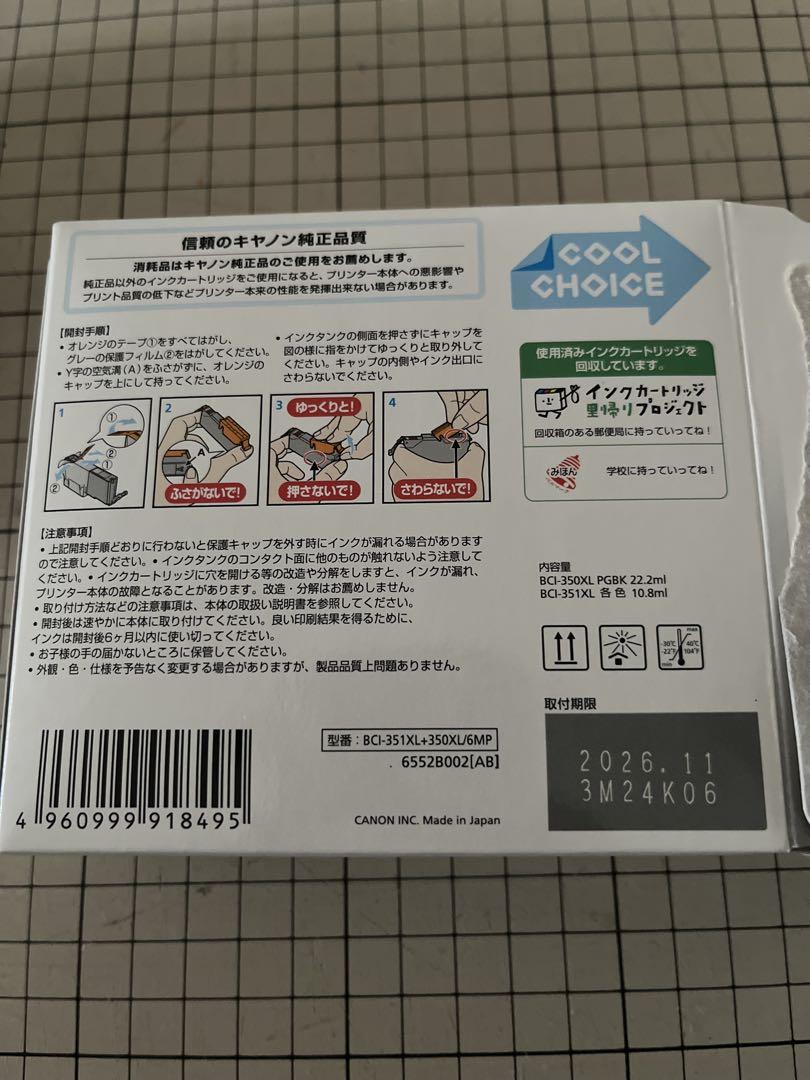 信頼のキヤノン純正品質
消耗品はキヤノン純正品のご使用をお薦めします。
純正品以外のインクカートリッジをご使用になると、プリンター本体への悪影響や
プリント品質の低下などプリンター本来の性能を発揮出来ない場合があります。
COOL
CHOICE
【開封手順】
・オレンジのテープ①をすべてはがし、
グレーの保護フィルム②をはがしてください。
・Y字の空気溝(A)をふさがずに、オレンジの
キャップを上にして持ってください。
・インクタンクの側面を押さずにキャップを
図の様に指をかけてゆっくりと取り外して
ください。キャップの内側やインク出口に
さわらないでください。
1
①
②
①
②
2
A
ふさがないで!
3
ゆっくりと!
押さないで!
4
さわらないで!
使用済みインクカートリッジを
回収しています。
インクカートリッジ
里帰りプロジェクト
回収箱のある郵便局に持っていってね!
くみほん
学校に持っていってね!
【注意事項】
・上記開封手順どおりに行わないと保護キャップを外す時にインクが漏れる場合があります
ので注意してください。・インクタンクのコンタクト面に他のものが触れないよう注意して
ください。・インクカートリッジに穴を開ける等の改造や分解をしますと、インクが漏れ、
プリンター本体の故障となることがあります。改造・分解はお薦めしません。
・取り付け方法などの注意事項は、本体の取扱い説明書を参照してください。
・開封後は速やかに本体に取り付けてください。良い印刷結果を得るために、
インクは開封後6ヶ月以内に使い切ってください。
・お子様の手の届かないところに保管してください。
・外観・色・仕様を予告なく変更する場合がありますが、製品品質上問題ありません。
内容量
BCI-350XL PGBK 22.2ml
BCI-351XL 各色 10.8ml
max
-30℃ 40℃
-22℉ 104℉
min
取付期限
2026.11
3M24K06
型番:BCI-351XL+350XL/6MP
6552B002[AB]
CANON INC. Made in Japan
4 960999 918495